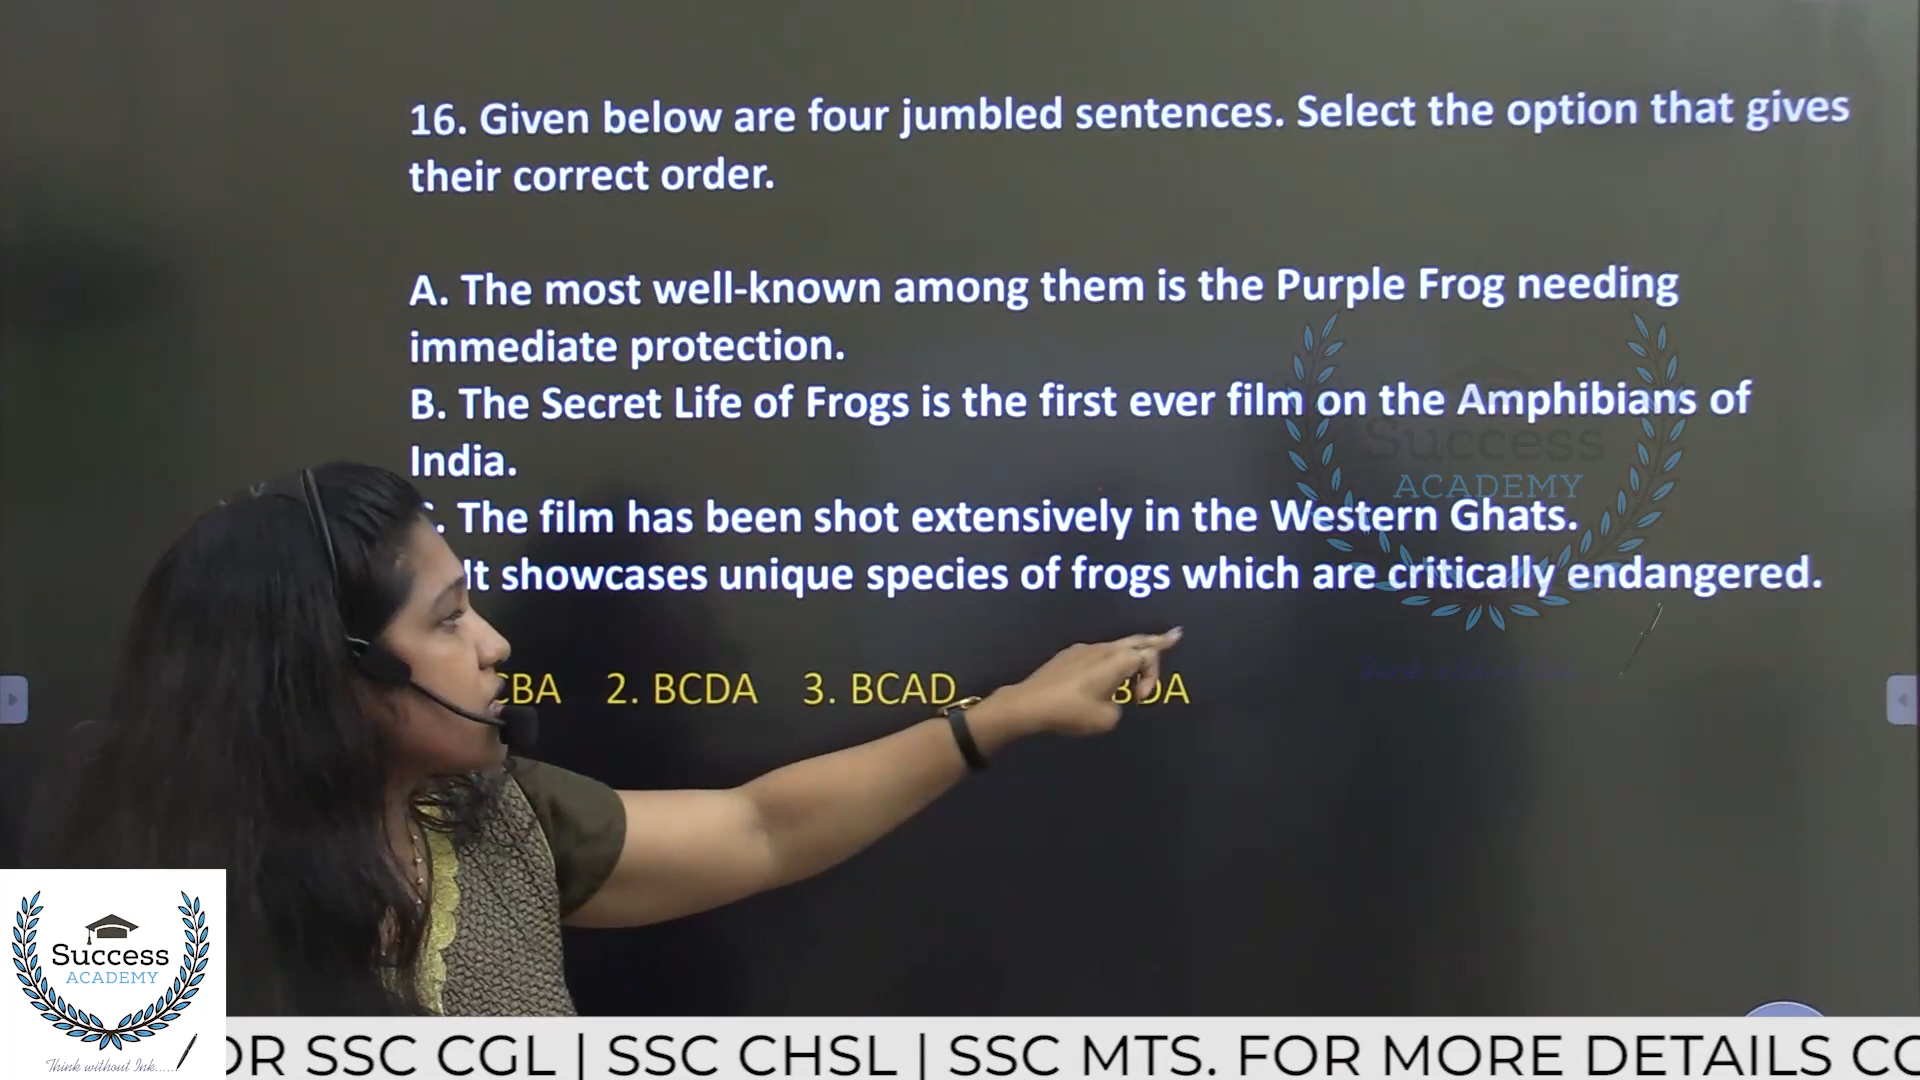 16. Given below are four jumbled sentences. Select the option that gives
their correct order.
A. The most well-known among them is the Purple Frog needing
immediate protection.
B. The Secret Life of Frogs is the first ever film on the Amphibians of
India.
. The film has been shot extensively in the Western Ghats.
It showcases unique species of frogs which are critically endangered.
CBA 2. BCDA 3. BCAD BDA
Success
ACADEMY
Success
ACADEMY
Think without Ink.....
OR SSC CGL | SSC CHSL | SSC MTS. FOR MORE DETAILS CO